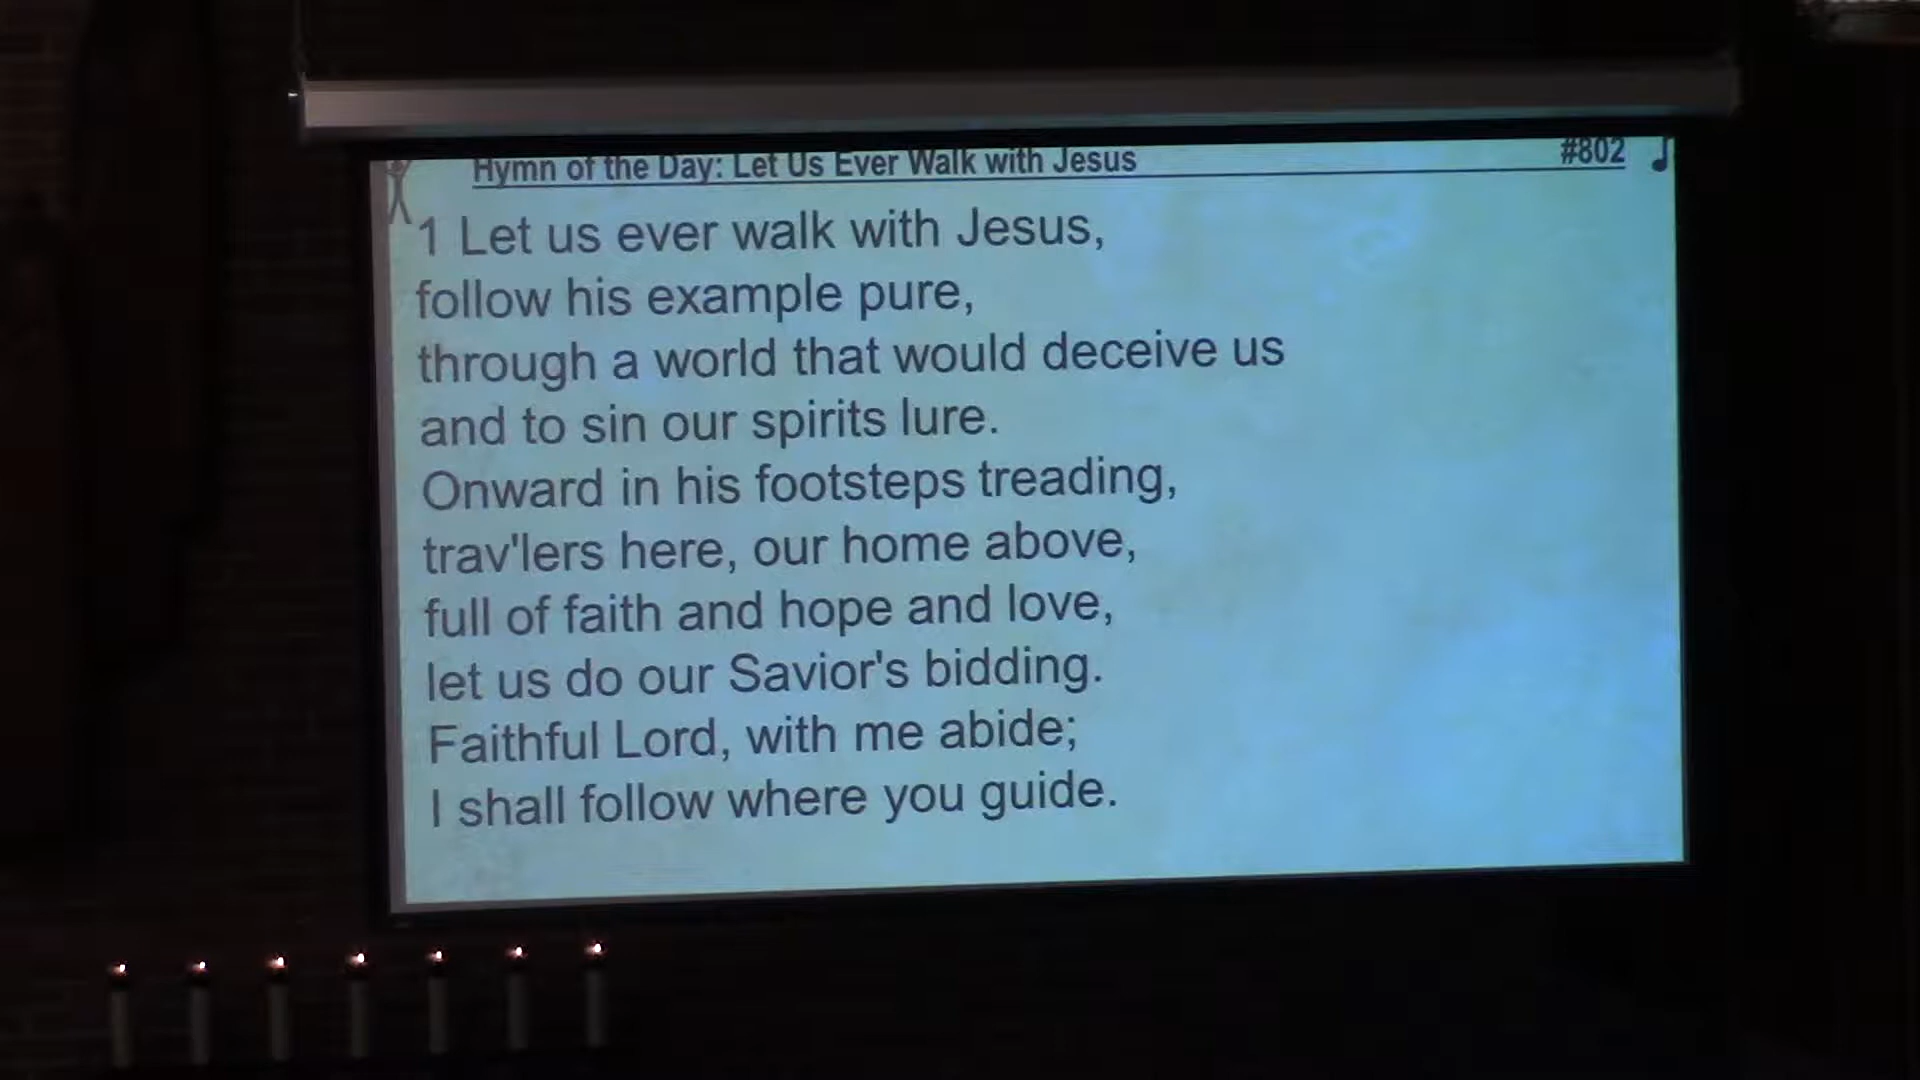 Hymn of the Day: Let Us Ever Walk with Jesus #802
1 Let us ever walk with Jesus,
follow his example pure,
through a world that would deceive us
and to sin our spirits lure.
Onward in his footsteps treading,
trav'lers here, our home above,
full of faith and hope and love,
let us do our Savior's bidding.
Faithful Lord, with me abide;
I shall follow where you guide.